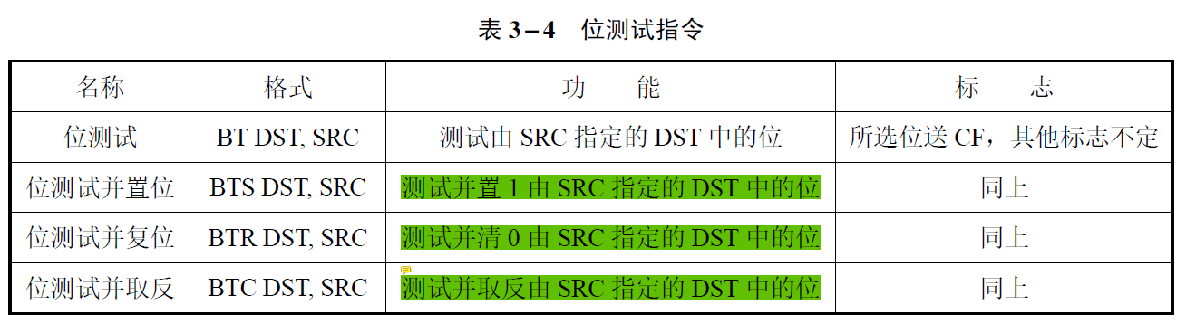 表 3-4 位测试指令
名称 格式 功 能 标 志
位测试 BT DST, SRC 测试由 SRC 指定的 DST 中的位 所选位送 CF，其他标志不定
位测试并置位 BTS DST, SRC 测试并置 1 由 SRC 指定的 DST 中的位 同上
位测试并复位 BTR DST, SRC 测试并清 0 由 SRC 指定的 DST 中的位 同上
位测试并取反 BTC DST, SRC 测试并取反由 SRC 指定的 DST 中的位 同上